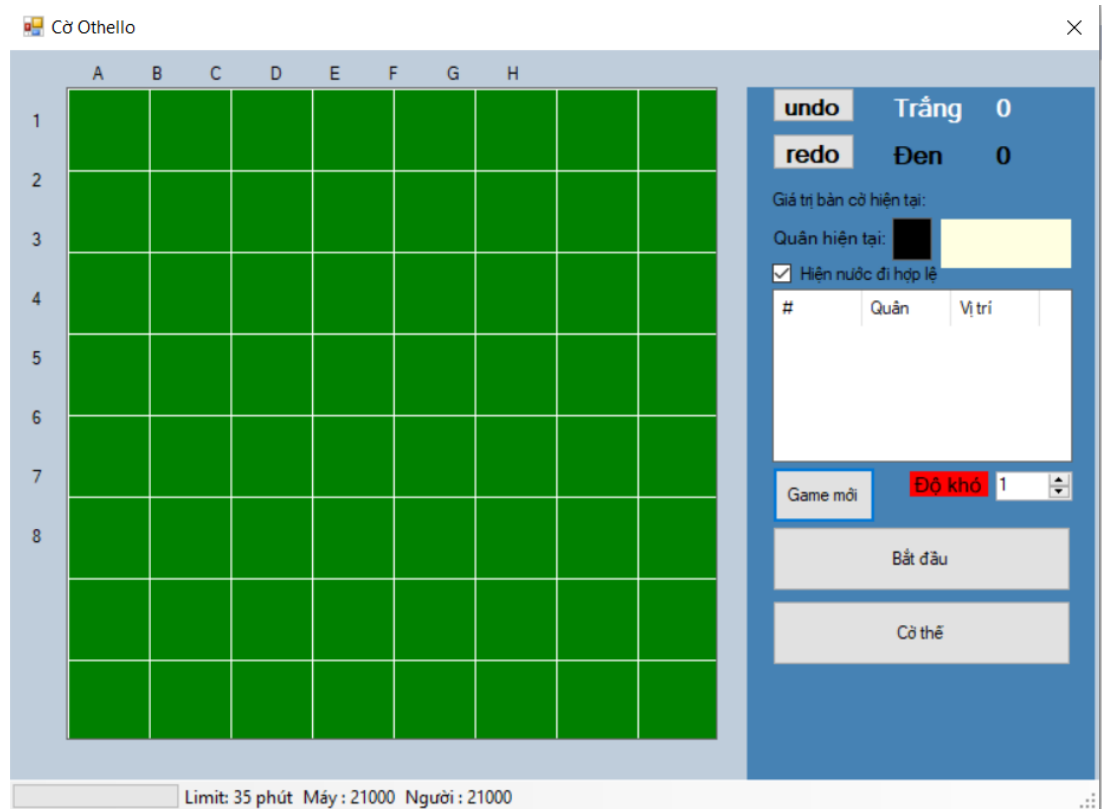 Cờ Othello
A B C D E F G H
1
2
3
4
5
6
7
8
undo Trắng 0
redo Đen 0
Giá trị bàn cờ hiện tại:
Quân hiện tại:
Hiện nước đi hợp lệ
# Quân Vị trí
Game mới Độ khó 1
Bắt đầu
Cờ thế
Limit: 35 phút Máy : 21000 Người : 21000